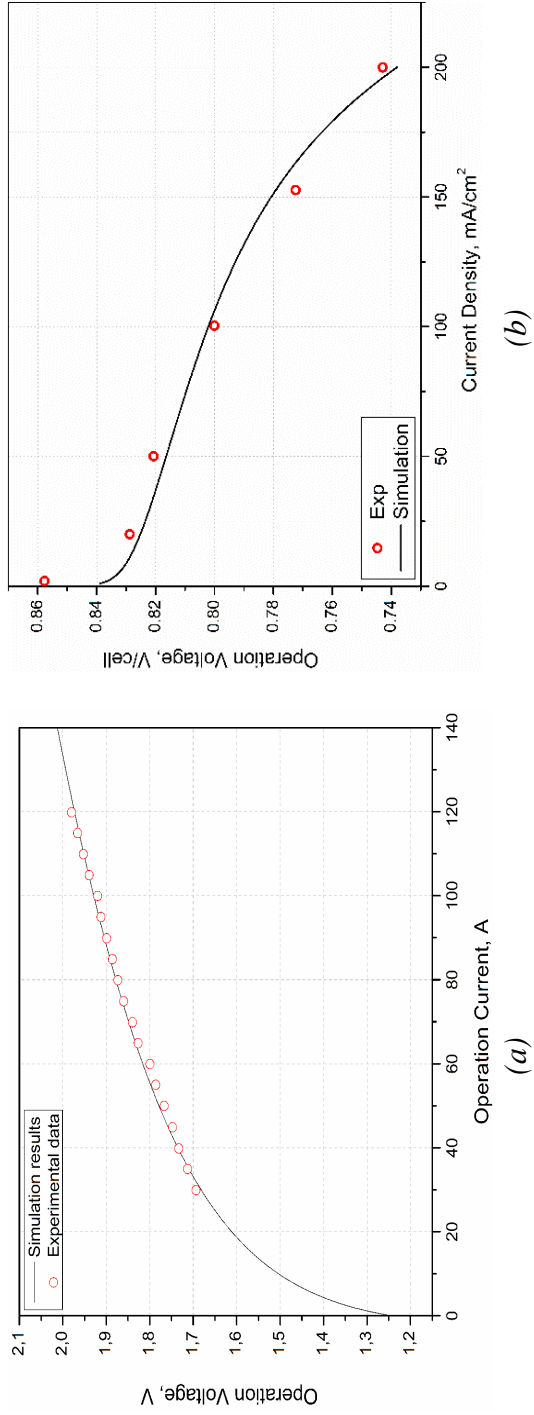 2,1
2,0
1,9
1,8
1,7
1,6
1,5
1,4
1,3
1,2
Operation Voltage, V
Simulation results
Experimental data
0 20 40 60 80 100 120 140
Operation Current, A
(a)
0.86
0.84
0.82
0.80
0.78
0.76
0.74
Operation Voltage, V/cell
Exp
Simulation
0 50 100 150 200
Current Density, mA/cm²
(b)